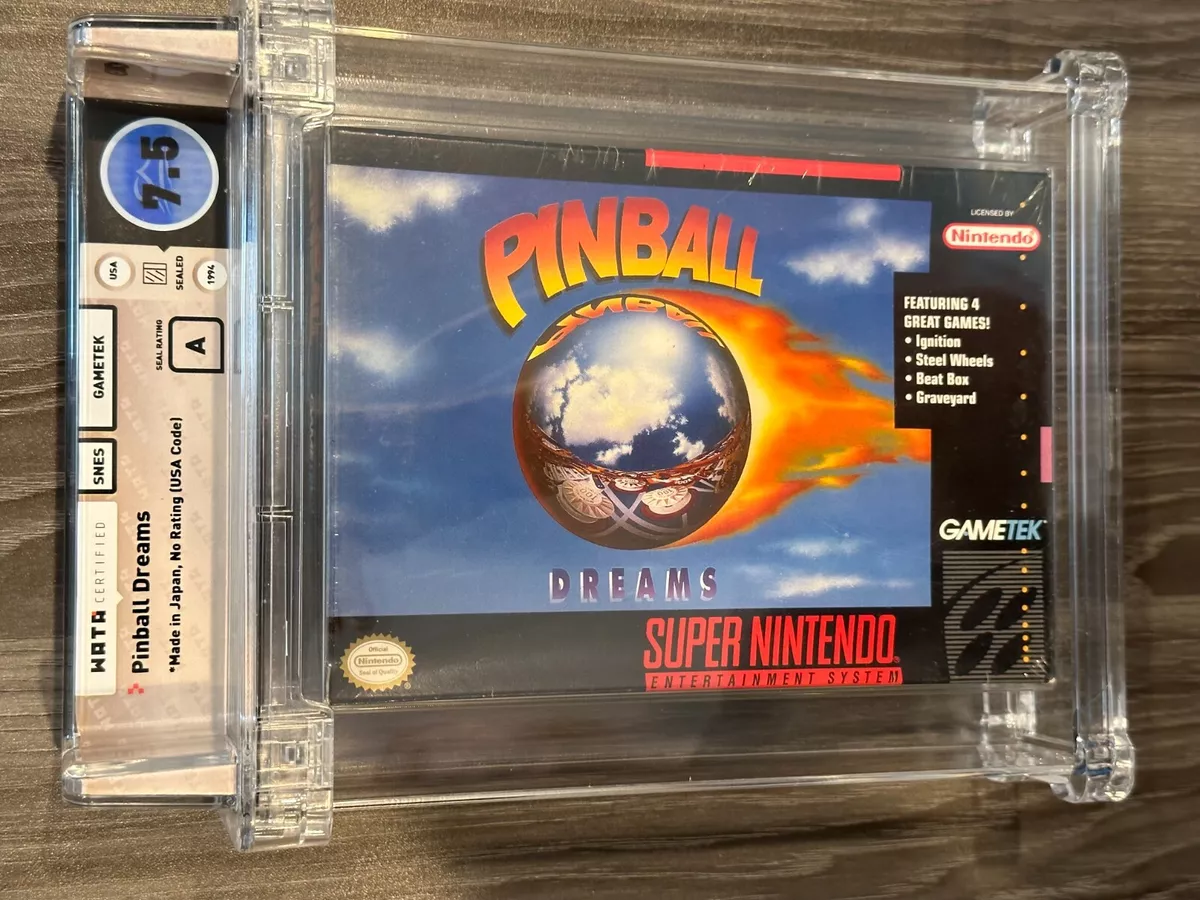 WATA CERTIFIED
SNES
GAMETEK
USA
SEALED
1994
7.5
Pinball Dreams
*Made in Japan, No Rating (USA Code)
SEAL RATING
A
PINBALL
DREAMS
LICENSED BY
Nintendo
FEATURING 4
GREAT GAMES!
• Ignition
• Steel Wheels
• Beat Box
• Graveyard
GAMETEK
Official
Nintendo
Seal of Quality
SUPER NINTENDO
ENTERTAINMENT SYSTEM